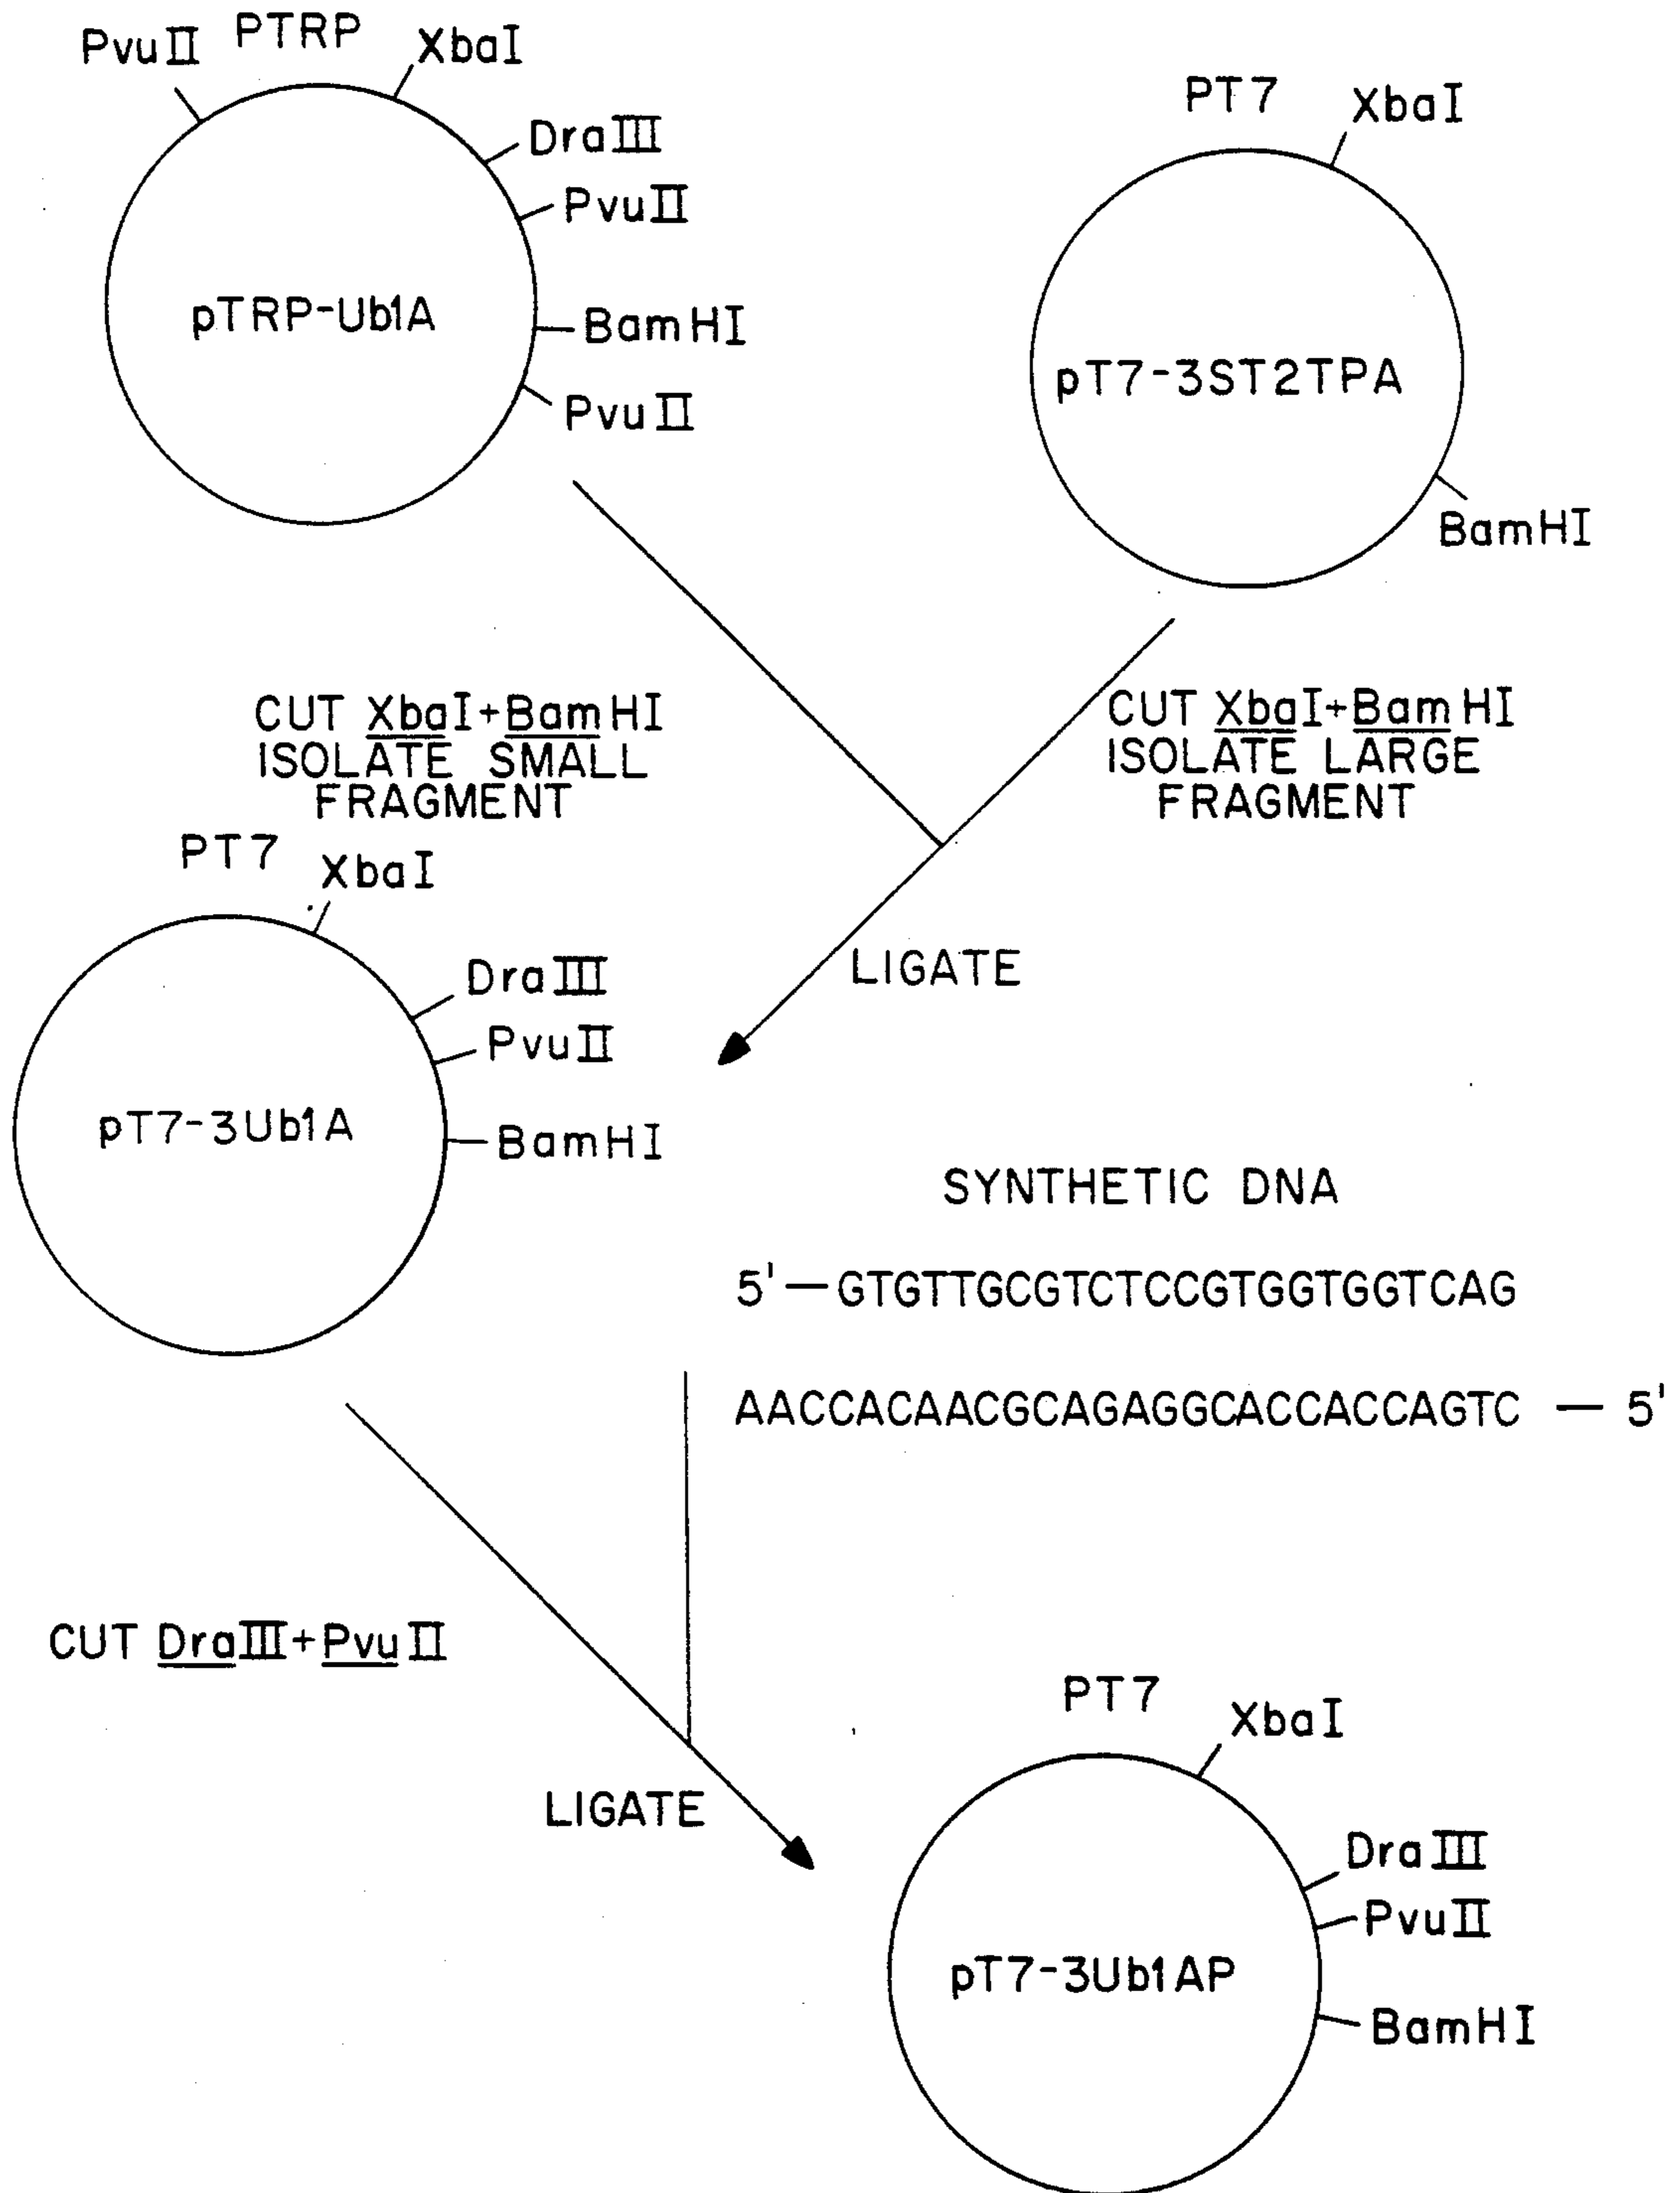 PvuII PTRP XbaI
DraIII
PvuII
pTRP-Ub1A
BamHI
PvuII
PT7 XbaI
pT7-3ST2TPA
BamHI
CUT XbaI+BamHI
ISOLATE SMALL
FRAGMENT
CUT XbaI+BamHI
ISOLATE LARGE
FRAGMENT
LIGATE
PT7 XbaI
DraIII
PvuII
pT7-3Ub1A
BamHI
SYNTHETIC DNA
5'—GTGTTGCGTCTCCGTGGTGGTCAG
AACCACAACGCAGAGGCACCACCAGTC — 5'
CUT DraIII+PvuII
LIGATE
PT7 XbaI
DraIII
PvuII
pT7-3Ub1AP
BamHI